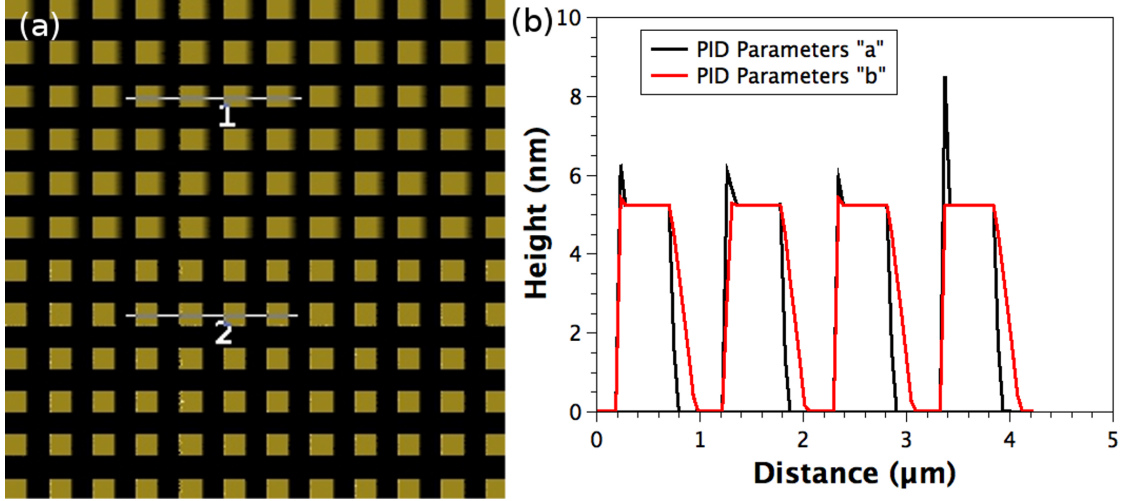 (a)
1
2
(b)
10
8
6
4
2
0
Height (nm)
PID Parameters "a"
PID Parameters "b"
0 1 2 3 4 5
Distance (μm)